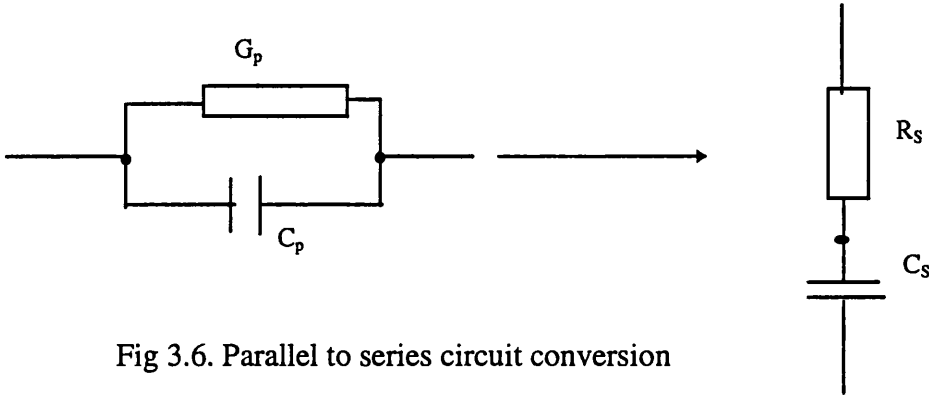 Gp
Cp
RS
CS
Fig 3.6. Parallel to series circuit conversion